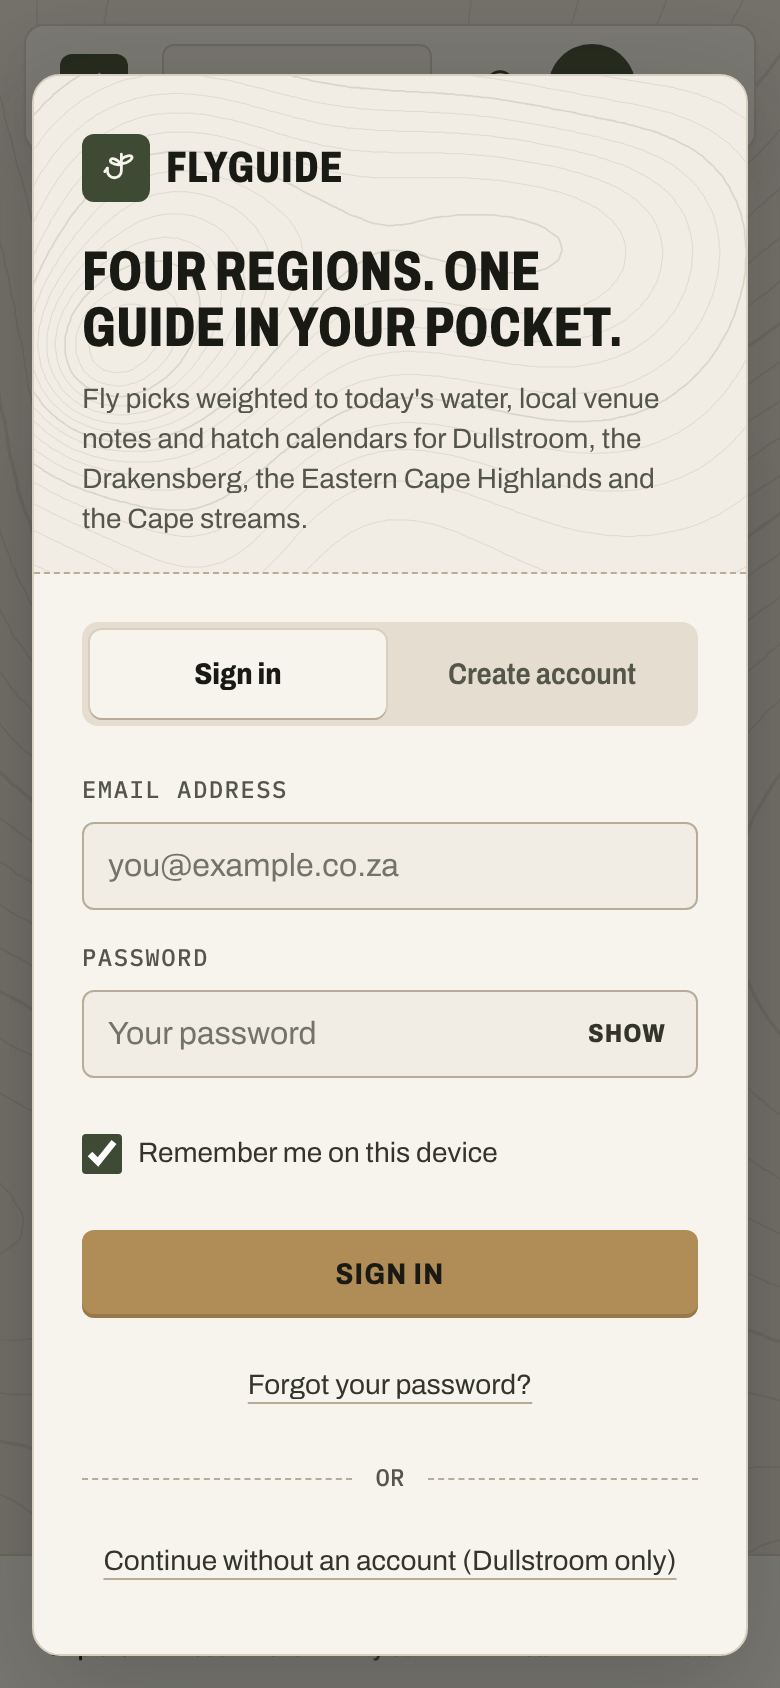 FLYGUIDE
FOUR REGIONS. ONE
GUIDE IN YOUR POCKET.
Fly picks weighted to today's water, local venue
notes and hatch calendars for Dullstroom, the
Drakensberg, the Eastern Cape Highlands and
the Cape streams.
Sign in
Create account
EMAIL ADDRESS
you@example.co.za
PASSWORD
Your password
SHOW
Remember me on this device
SIGN IN
Forgot your password?
OR
Continue without an account (Dullstroom only)